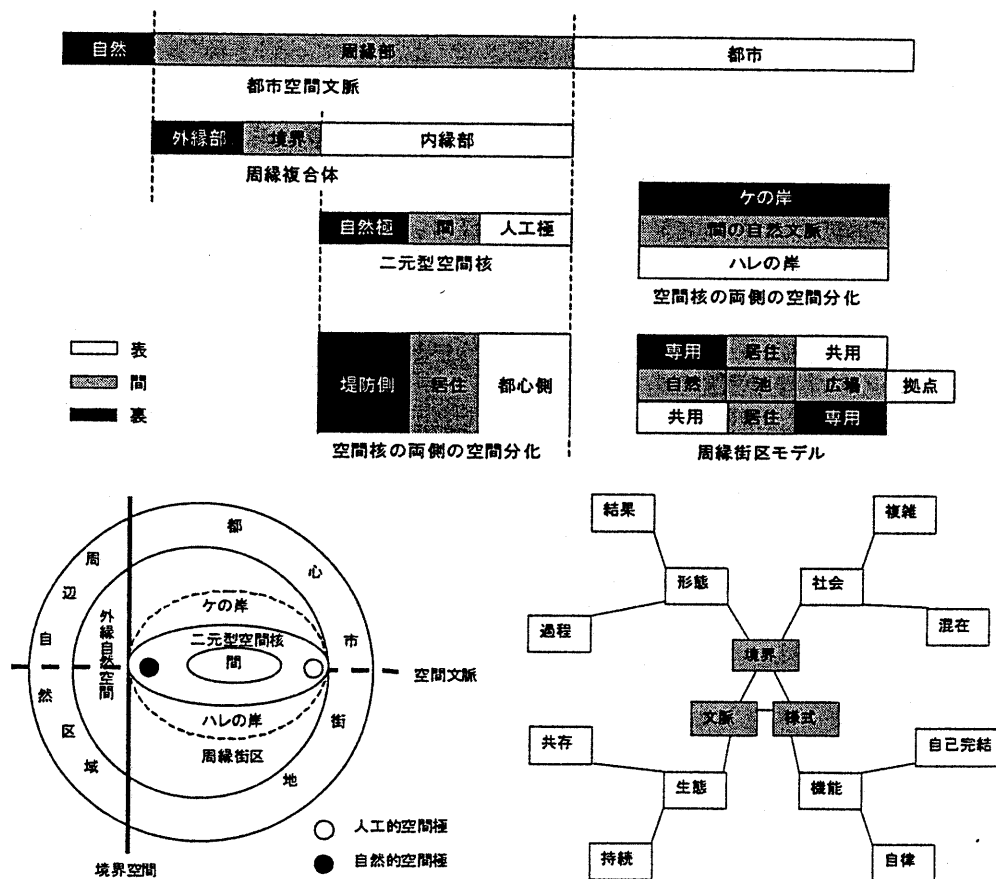 自然 周縁部 都市
都市空間文脈
外縁部 境界 内縁部
周縁複合体
自然極 間 人工極
二元型空間核
ケの岸
間の自然文脈
ハレの岸
空間核の両側の空間分化
表
間
裏
堤防側 居住 都心側
空間核の両側の空間分化
専用 居住 共用
自然 池 広場 拠点
共用 居住 専用
周縁街区モデル
都心市街地
周辺自然区域
外縁自然空間
ケの岸
二元型空間核
間
ハレの岸
周縁街区
空間文脈
境界空間
人工的空間極
自然的空間極
結果
複雑
形態
社会
過程
混在
境界
文脈
様式
共存
自己完結
生態
機能
持続
自律